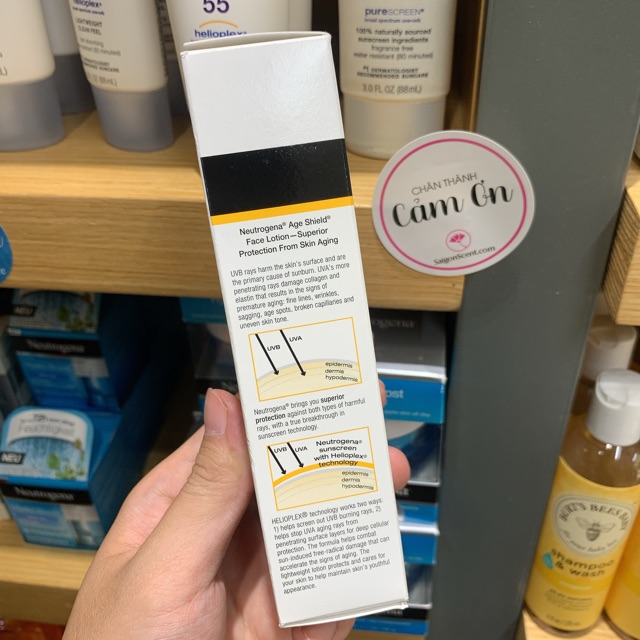 55
helioplex®
helioplex®
pureSCREEN®
100% naturally sourced
sunscreen ingredients
fragrance free
water resistant (80 minutes)
#1 DERMATOLOGIST
RECOMMENDED SUNCARE
3.0 FL OZ (88mL)
CHÂN THÀNH
Cảm Ơn
SaigonScent.com
Neutrogena® Age Shield®
Face Lotion—Superior
Protection From Skin Aging
UVB rays harm the skin's surface and are
the primary cause of sunburn. UVA's more
penetrating rays damage collagen and
elastin that results in the signs of
premature aging: fine lines, wrinkles,
sagging, age spots, broken capillaries and
uneven skin tone.
UVB UVA
epidermis
dermis
hypodermis
Neutrogena® brings you superior
protection against both types of harmful
rays, with a true breakthrough in
sunscreen technology.
UVB UVA
Neutrogena®
sunscreen
with Helioplex®
technology
epidermis
dermis
hypodermis
HELIOPLEX® technology works two ways:
1) helps screen out UVB burning rays, 2)
helps stop UVA aging rays from
penetrating surface layers for deep cellular
protection. The formula helps combat
sun-induced free-radical damage that can
accelerate the signs of aging. The
lightweight lotion protects and cares for
your skin to help maintain skin's youthful
appearance.
Neutrogena
NEU
Neutrogena
NEU
BURT'S BEES
shampoo
& wash